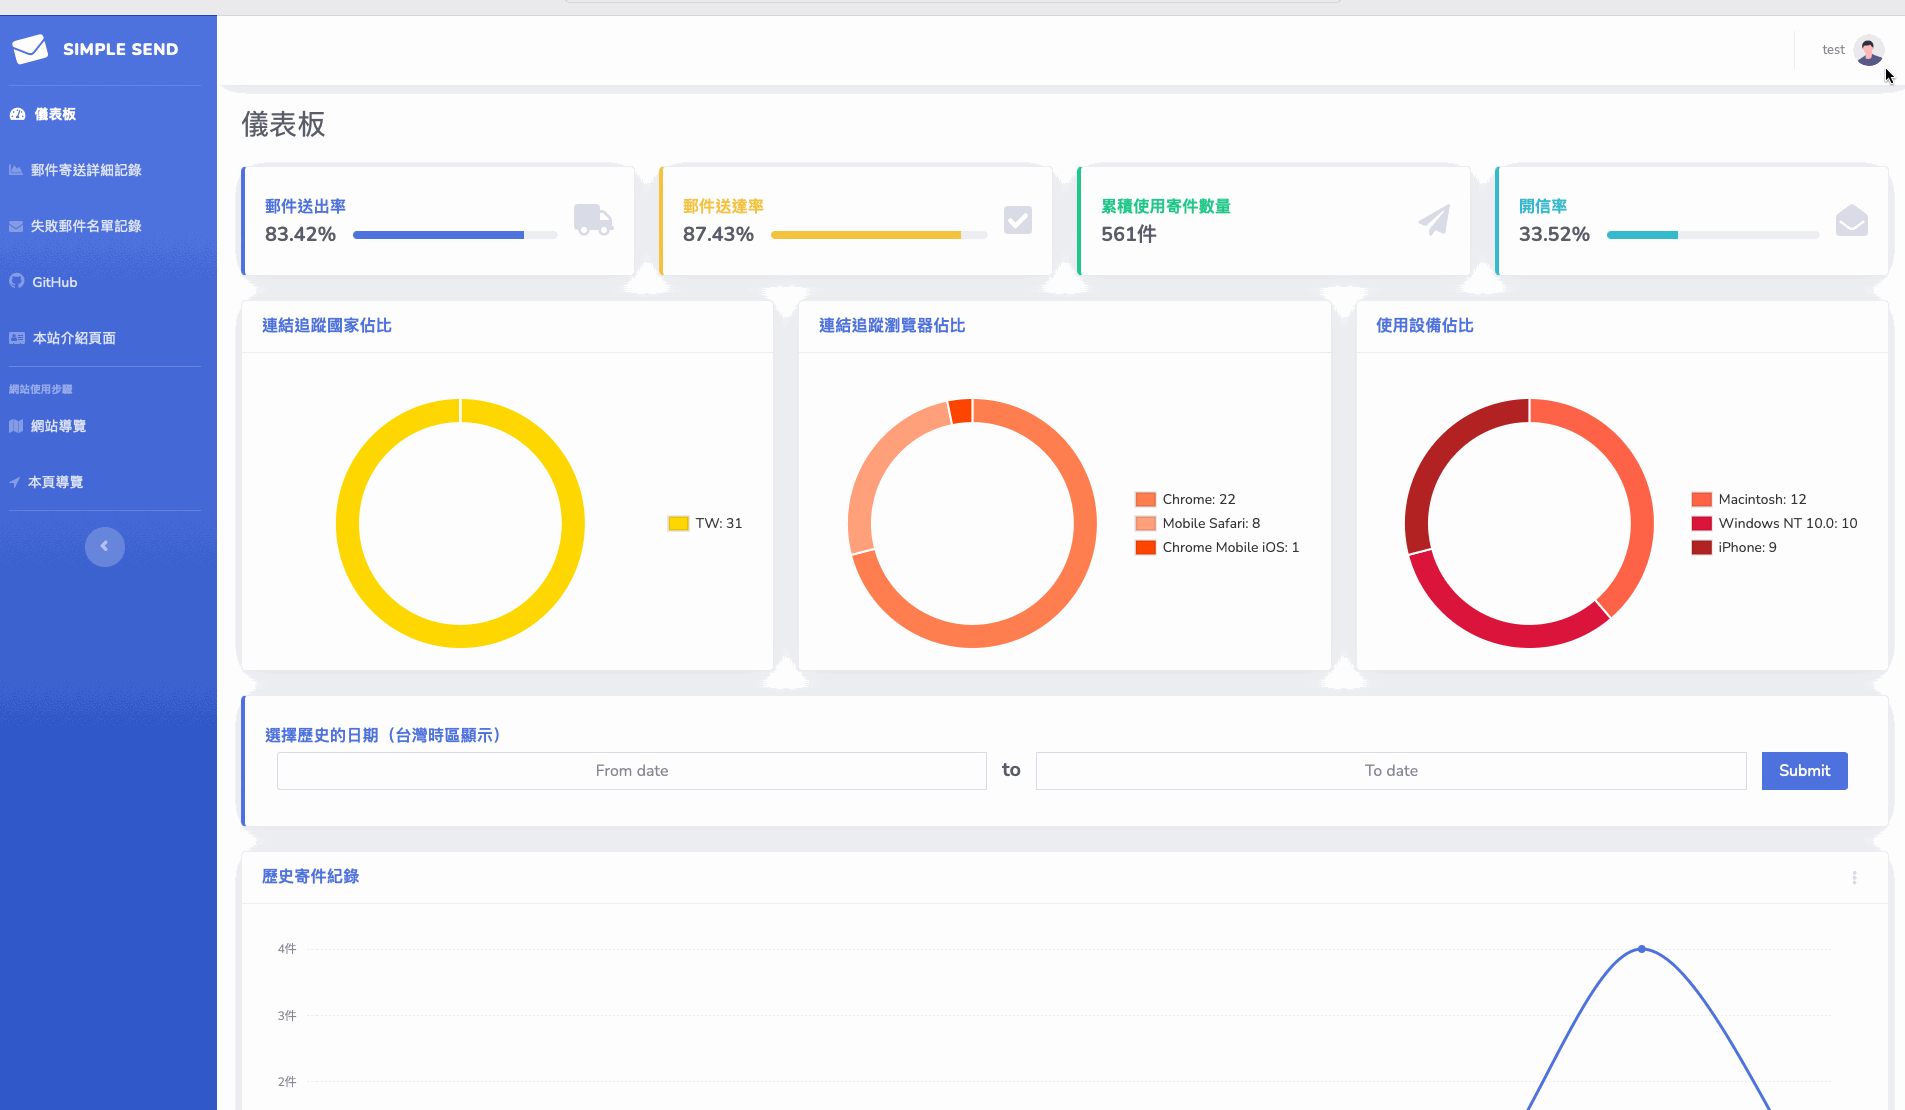 SIMPLE SEND
test
儀表板
郵件寄送詳細記錄
失敗郵件名單記錄
GitHub
本站介紹頁面
網站使用步驟
網站導覽
本頁導覽
儀表板
郵件送出率
83.42%
郵件送達率
87.43%
累積使用寄件數量
561件
開信率
33.52%
連結追蹤國家佔比
TW: 31
連結追蹤瀏覽器佔比
Chrome: 22
Mobile Safari: 8
Chrome Mobile iOS: 1
使用設備佔比
Macintosh: 12
Windows NT 10.0: 10
iPhone: 9
選擇歷史的日期（台灣時區顯示）
From date to To date Submit
歷史寄件紀錄
4件
3件
2件